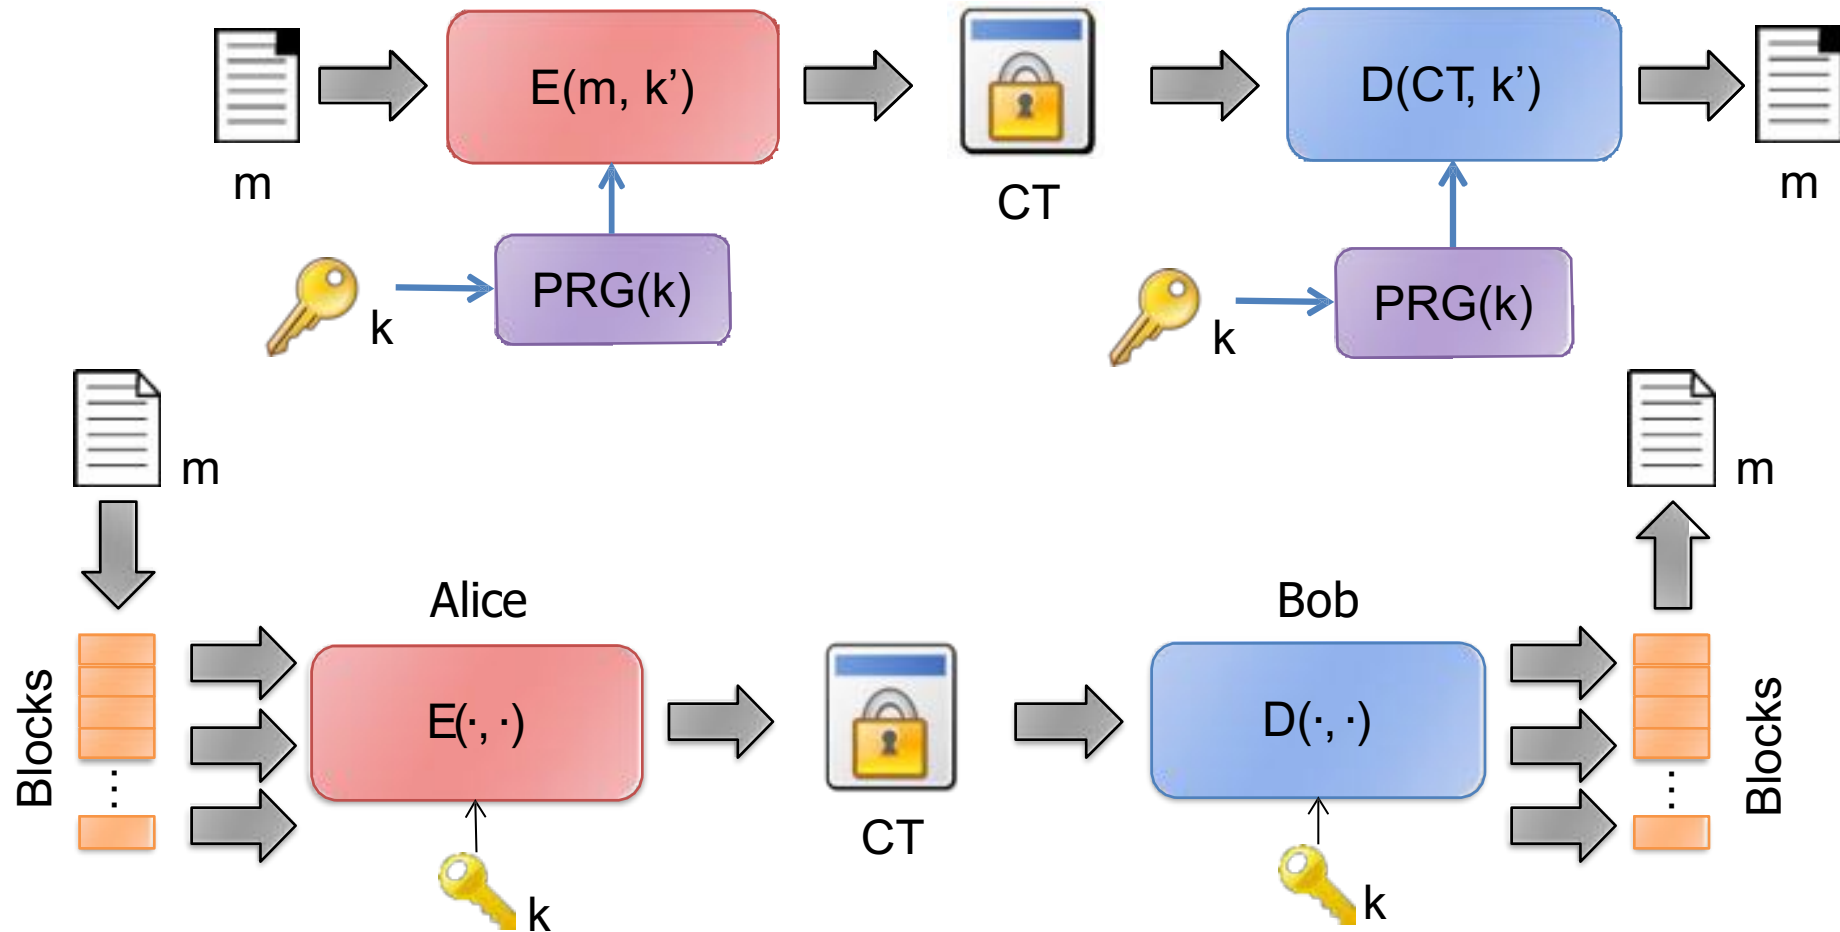 E(m, k’)
D(CT, k’)
m
CT
m
PRG(k)
k
PRG(k)
k
m
m
Alice
Bob
Blocks
E(·, ·)
D(·, ·)
Blocks
CT
k
k